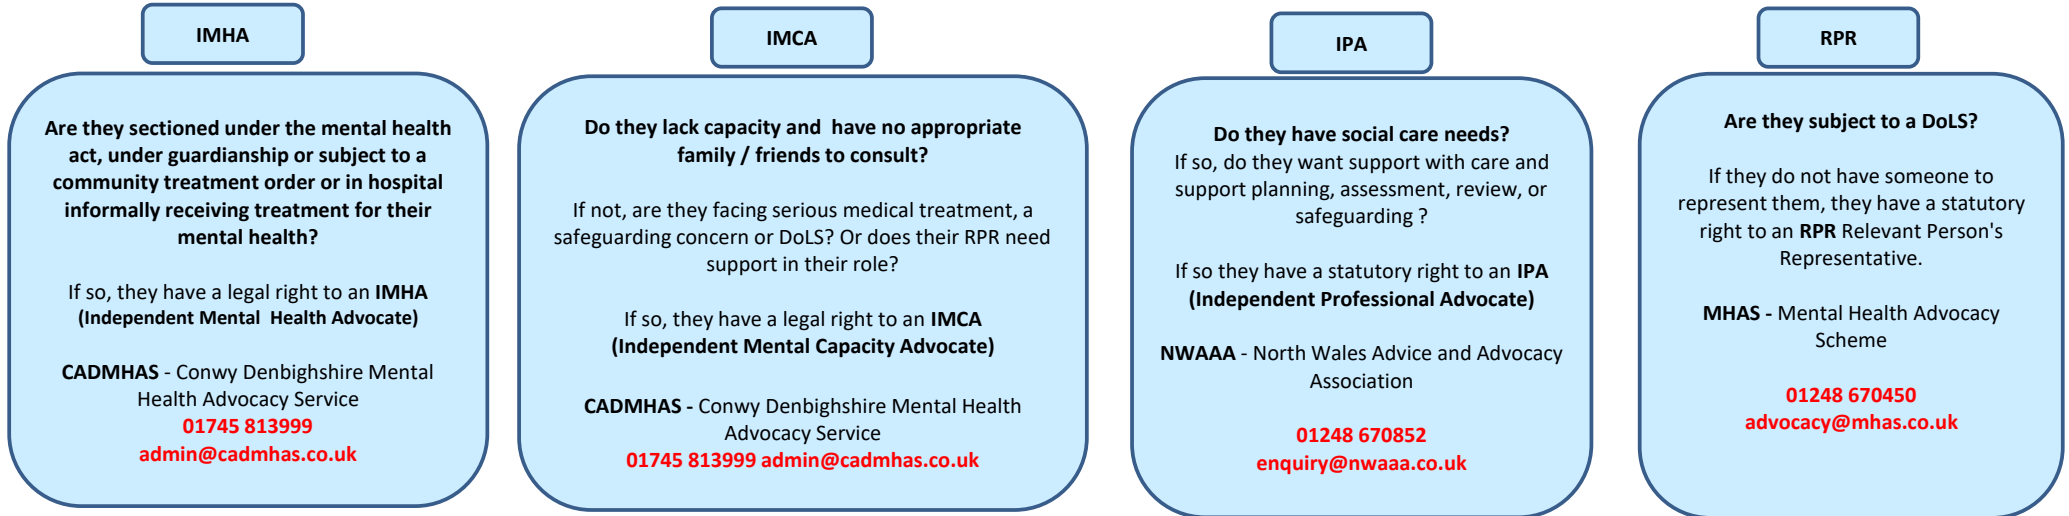 IMHA
Are they sectioned under the mental health
act, under guardianship or subject to a
community treatment order or in hospital
informally receiving treatment for their
mental health?
If so, they have a legal right to an IMHA
(Independent Mental Health Advocate)
CADMHAS - Conwy Denbighshire Mental
Health Advocacy Service
01745 813999
admin@cadmhas.co.uk
IMCA
Do they lack capacity and have no appropriate
family / friends to consult?
If not, are they facing serious medical treatment, a
safeguarding concern or DoLS? Or does their RPR need
support in their role?
If so, they have a legal right to an IMCA
(Independent Mental Capacity Advocate)
CADMHAS - Conwy Denbighshire Mental Health
Advocacy Service
01745 813999 admin@cadmhas.co.uk
IPA
Do they have social care needs?
If so, do they want support with care and
support planning, assessment, review, or
safeguarding ?
If so they have a statutory right to an IPA
(Independent Professional Advocate)
NWAAA - North Wales Advice and Advocacy
Association
01248 670852
enquiry@nwaaa.co.uk
RPR
Are they subject to a DoLS?
If they do not have someone to
represent them, they have a statutory
right to an RPR Relevant Person's
Representative.
MHAS - Mental Health Advocacy
Scheme
01248 670450
advocacy@mhas.co.uk